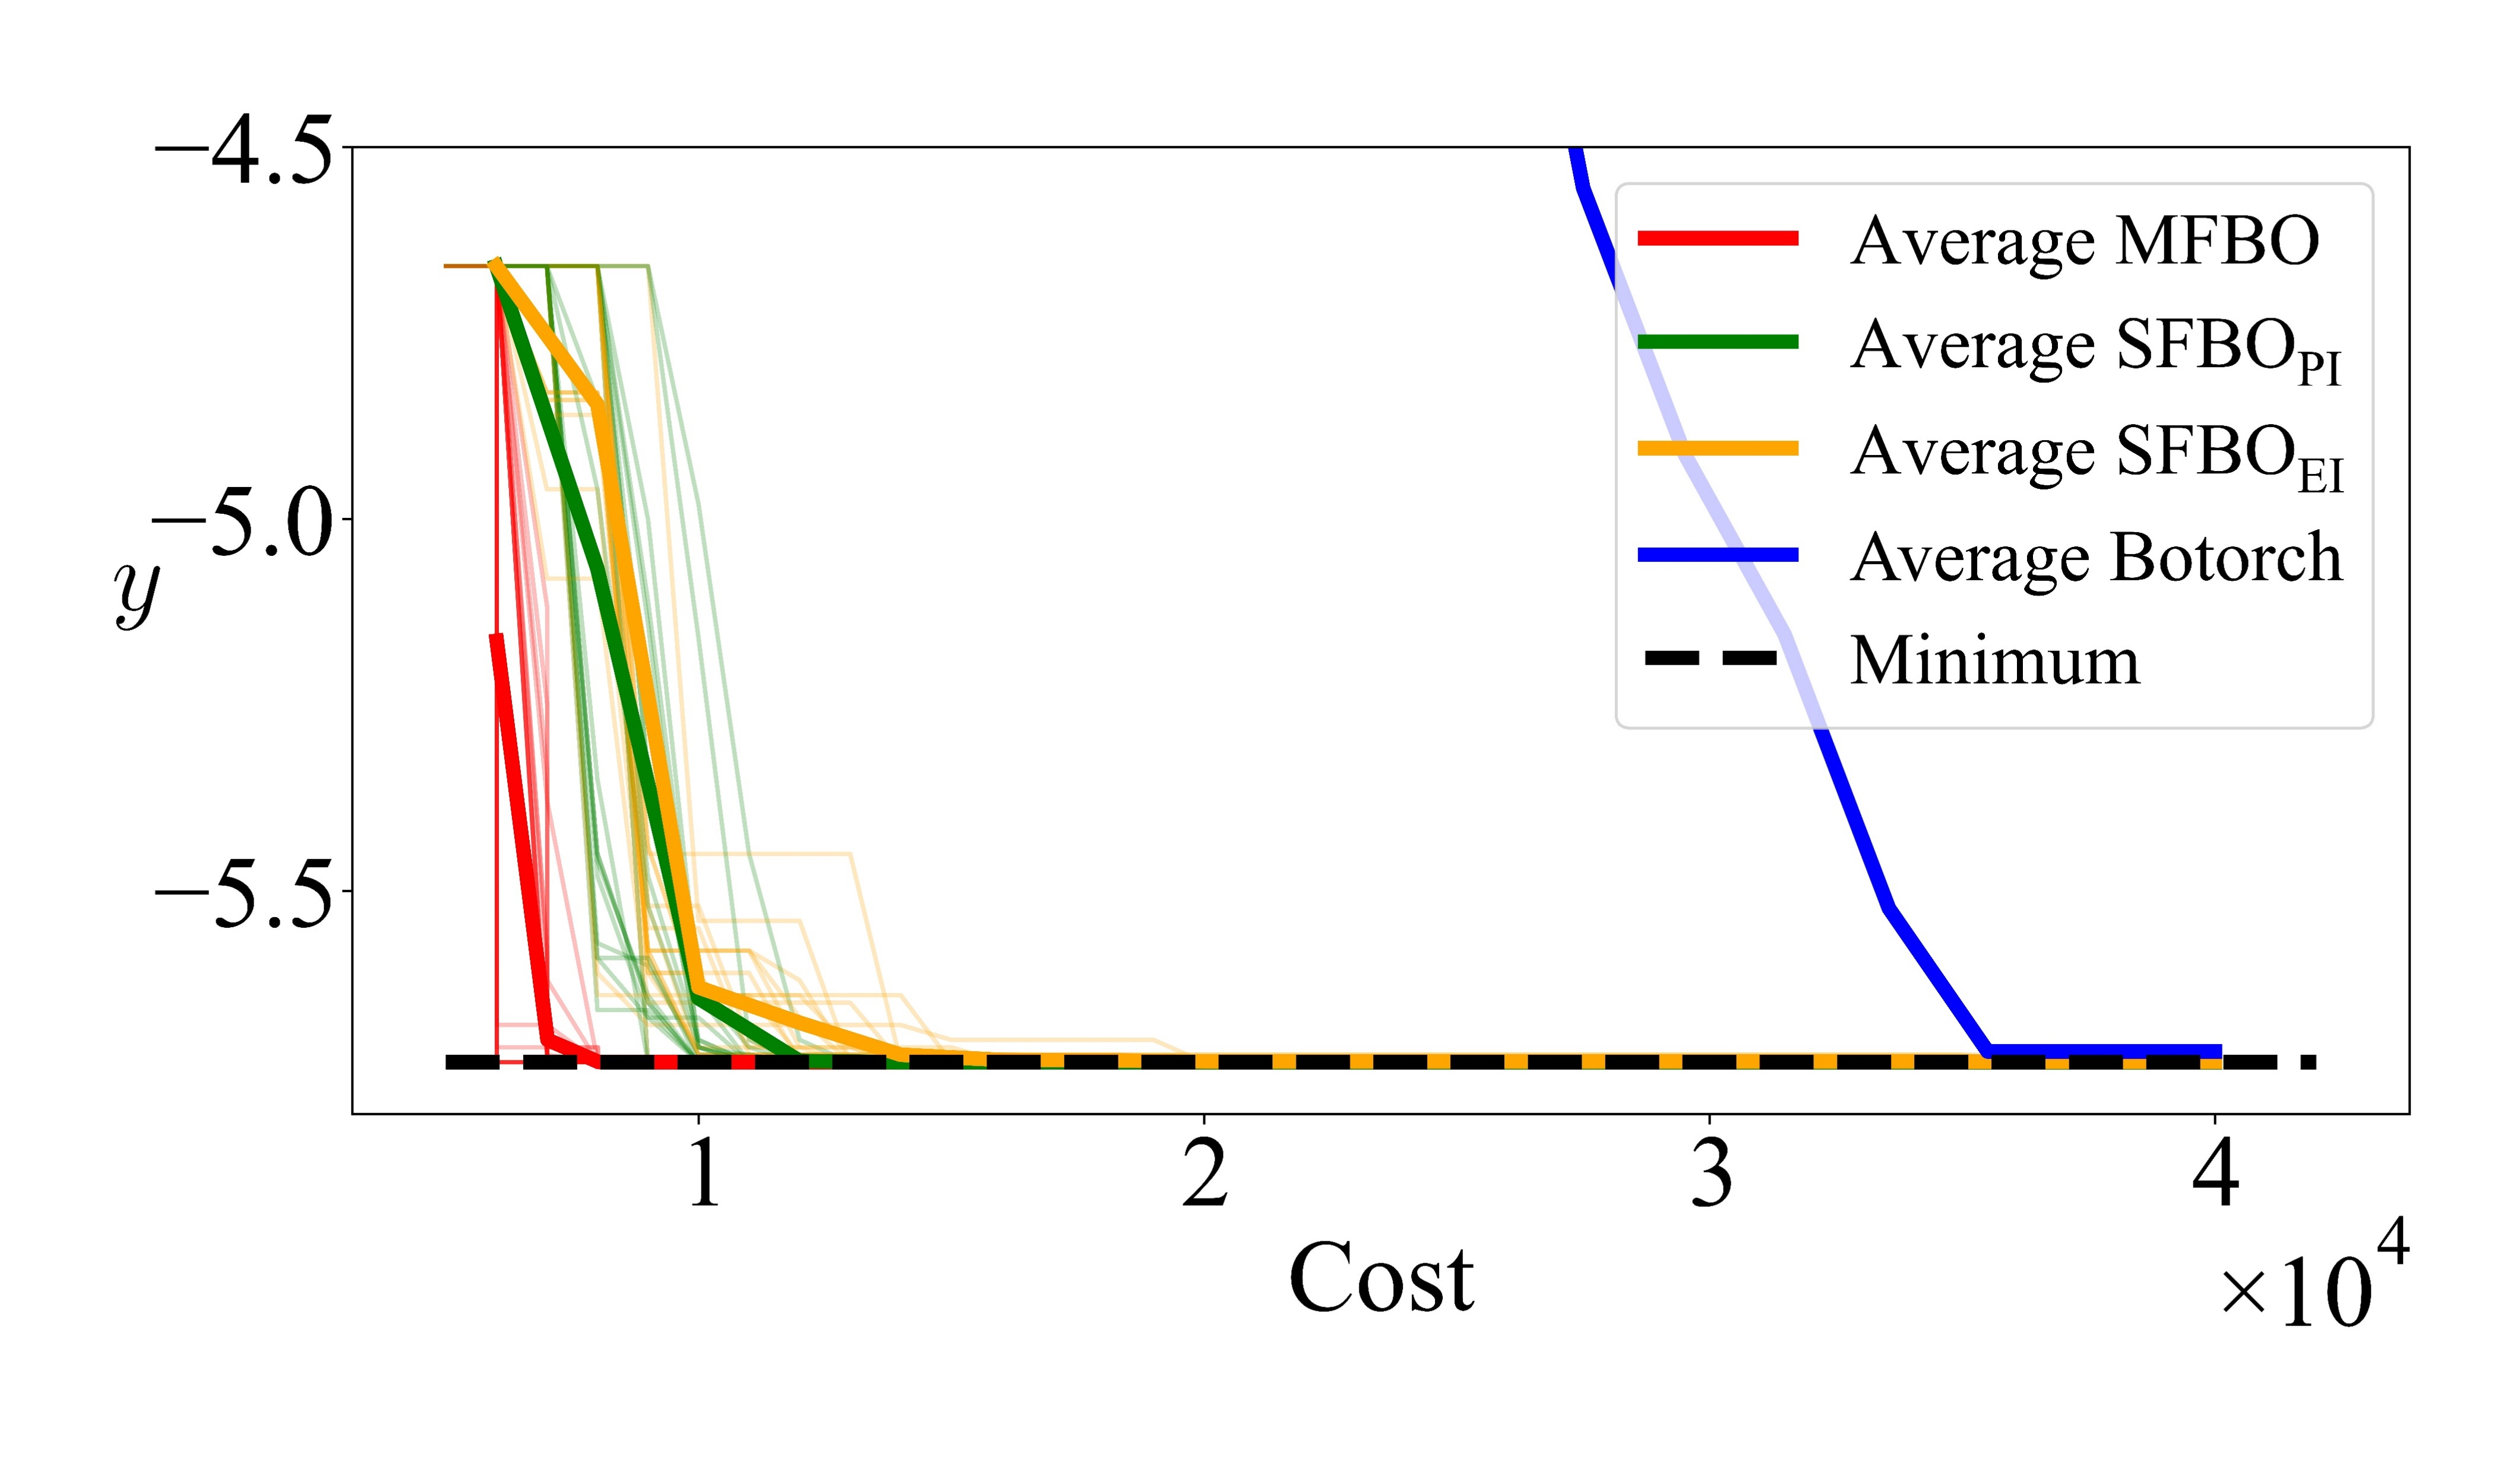 −4.5
−5.0
−5.5
y
Average MFBO
Average SFBO_PI
Average SFBO_EI
Average Botorch
Minimum
1 2 3 4
Cost
×10^4